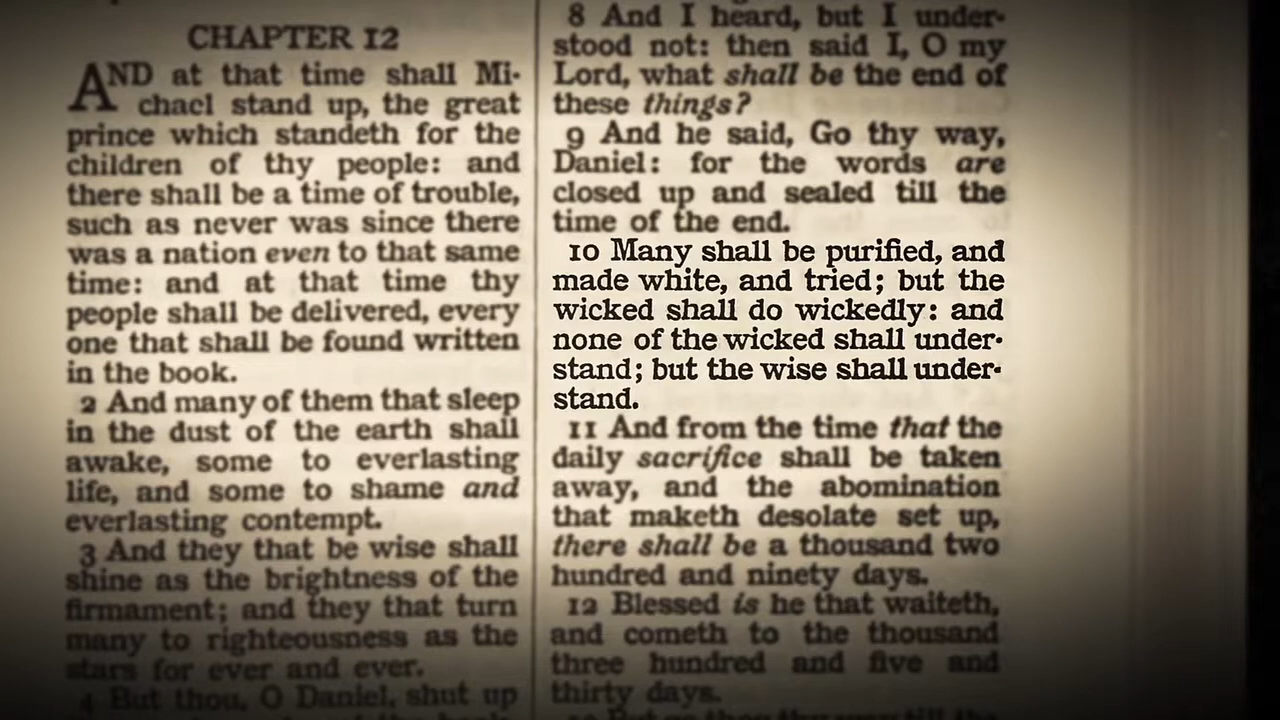 CHAPTER 12
AND at that time shall Mi-
chael stand up, the great
prince which standeth for the
children of thy people: and
there shall be a time of trouble,
such as never was since there
was a nation even to that same
time: and at that time thy
people shall be delivered, every
one that shall be found written
in the book.
2 And many of them that sleep
in the dust of the earth shall
awake, some to everlasting
life, and some to shame and
everlasting contempt.
3 And they that be wise shall
shine as the brightness of the
firmament; and they that turn
many to righteousness as the
stars for ever and ever.
4 But thou, O Daniel, shut up
8 And I heard, but I under-
stood not: then said I, O my
Lord, what shall be the end of
these things?
9 And he said, Go thy way,
Daniel: for the words are
closed up and sealed till the
time of the end.
10 Many shall be purified, and
made white, and tried; but the
wicked shall do wickedly: and
none of the wicked shall under-
stand; but the wise shall under-
stand.
11 And from the time that the
daily sacrifice shall be taken
away, and the abomination
that maketh desolate set up,
there shall be a thousand two
hundred and ninety days.
12 Blessed is he that waiteth,
and cometh to the thousand
three hundred and five and
thirty days.